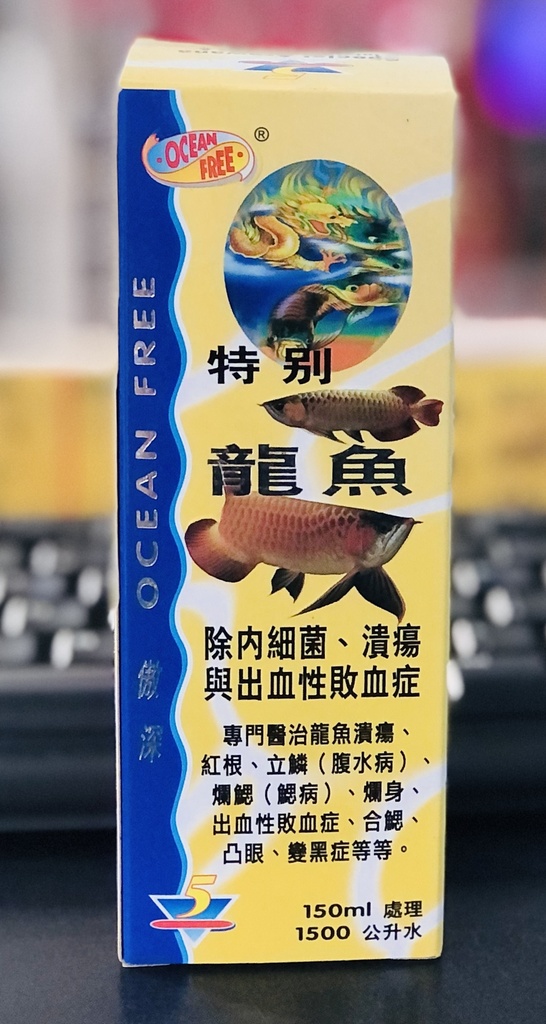 OCEAN
FREE
®
OCEAN FREE
傲深
特別
龍魚
除內細菌、潰瘍
與出血性敗血症
專門醫治龍魚潰瘍、
紅根、立鱗（腹水病）、
爛鰓（鰓病）、爛身、
出血性敗血症、合鰓、
凸眼、變黑症等等。
5
150ml 處理
1500 公升水